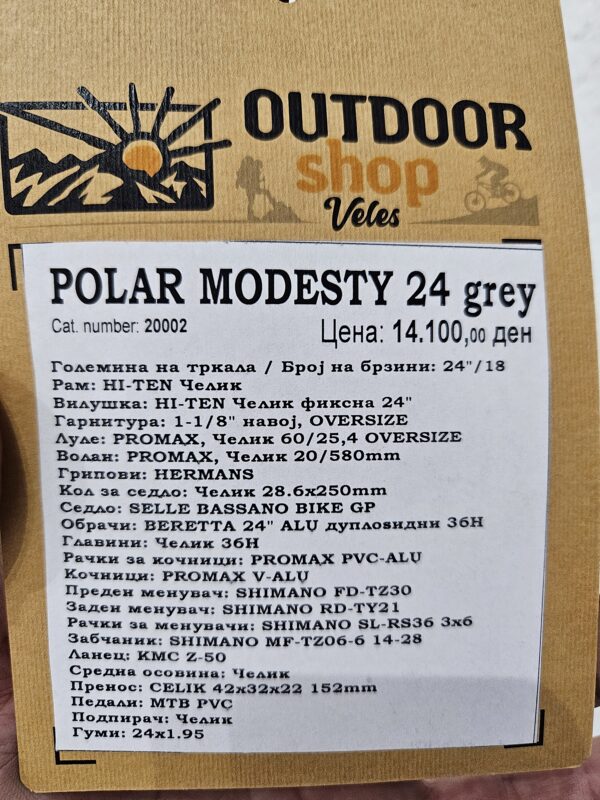 OUTDOOR
shop
Veles
POLAR MODESTY 24 grey
Cat. number: 20002
Цена: 14.100,00 ден
Големина на тркала / Број на брзини: 24"/18
Рам: HI-TEN Челик
Вилушка: HI-TEN Челик фиксна 24"
Гарнитура: 1-1/8" навој, OVERSIZE
Луле: PROMAX, Челик 60/25,4 OVERSIZE
Волан: PROMAX, Челик 20/580mm
Грипови: HERMANS
Кол за седло: Челик 28.6x250mm
Седло: SELLE BASSANO BIKE GP
Обрачи: BERETTA 24" ALU дупловидни 36H
Главини: Челик 36H
Рачки за кочници: PROMAX PVC-ALU
Кочници: PROMAX V-ALU
Преден менувач: SHIMANO FD-TZ30
Заден менувач: SHIMANO RD-TY21
Рачки за менувачи: SHIMANO SL-RS36 3x6
Забчаник: SHIMANO MF-TZ06-6 14-28
Ланец: KMC Z-50
Средна осовина: Челик
Пренос: CELIK 42x32x22 152mm
Педали: MTB PVC
Подпирач: Челик
Гуми: 24x1.95